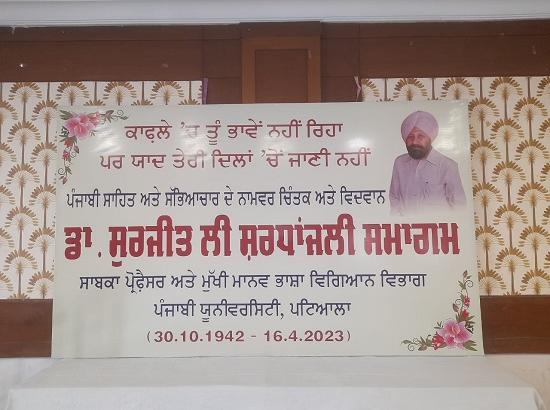 ਕਾਫ਼ਲੇ 'ਚ ਤੂੰ ਭਾਵੇਂ ਨਹੀਂ ਰਿਹਾ
ਪਰ ਯਾਦ ਤੇਰੀ ਦਿਲਾਂ 'ਚੋਂ ਜਾਣੀ ਨਹੀਂ
ਪੰਜਾਬੀ ਸਾਹਿਤ ਅਤੇ ਸੱਭਿਆਚਾਰ ਦੇ ਨਾਮਵਰ ਚਿੰਤਕ ਅਤੇ ਵਿਦਵਾਨ
ਡਾ. ਸੁਰਜੀਤ ਲੀ ਸ਼ਰਧਾਂਜਲੀ ਸਮਾਗਮ
ਸਾਬਕਾ ਪ੍ਰੋਫ਼ੈਸਰ ਅਤੇ ਮੁੱਖੀ ਮਾਨਵ ਭਾਸ਼ਾ ਵਿਗਿਆਨ ਵਿਭਾਗ
ਪੰਜਾਬੀ ਯੂਨੀਵਰਸਿਟੀ, ਪਟਿਆਲਾ
(30.10.1942 - 16.4.2023)